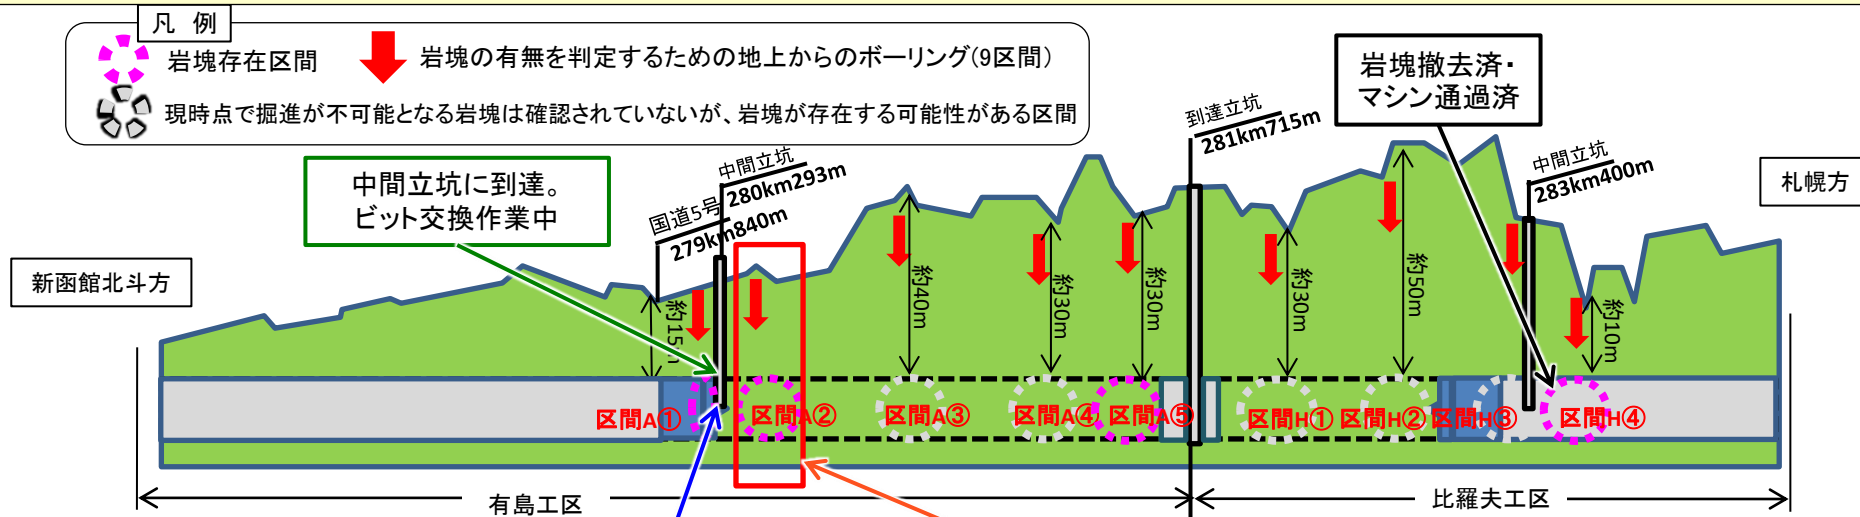 凡 例
岩塊存在区間
岩塊の有無を判定するための地上からのボーリング(9区間)
現時点で掘進が不可能となる岩塊は確認されていないが、岩塊が存在する可能性がある区間
岩塊撤去済・
マシン通過済
中間立坑に到達。
ビット交換作業中
中間立坑
280km293m
国道5号
279km840m
到達立坑
281km715m
中間立坑
283km400m
新函館北斗方
札幌方
約15m
約40m
約30m
約30m
約30m
約50m
約10m
区間A①
区間A②
区間A③
区間A④
区間A⑤
区間H①
区間H②
区間H③
区間H④
有島工区
比羅夫工区